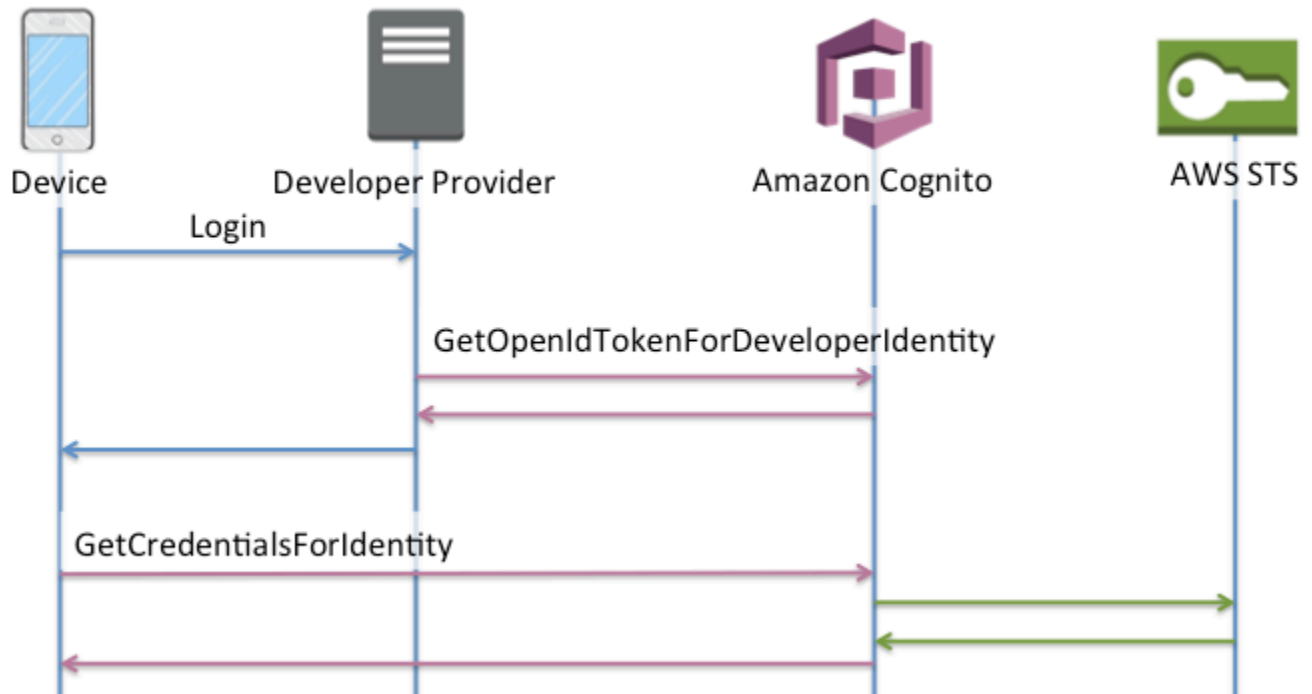 Device
Developer Provider
Amazon Cognito
AWS STS
Login
GetOpenIdTokenForDeveloperIdentity
GetCredentialsForIdentity